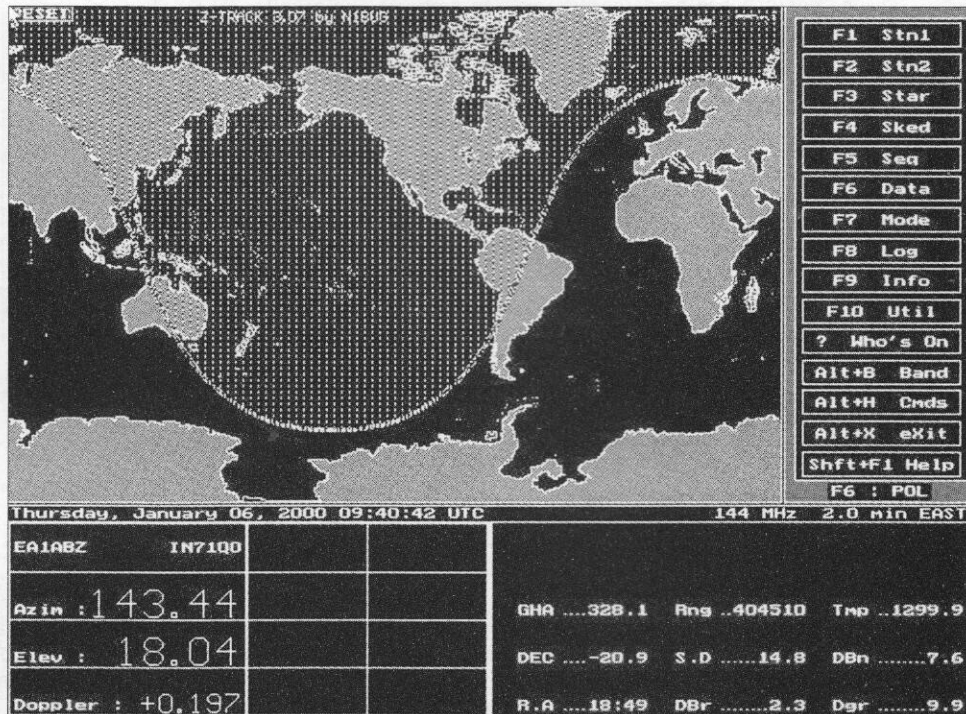 RESET Z-TRACK 3.07 by N1BUG
F1 Stn1
F2 Stn2
F3 Star
F4 Sked
F5 Seq
F6 Data
F7 Mode
F8 Log
F9 Info
F10 Util
? Who's On
Alt+B Band
Alt+H Cmds
Alt+X eXit
Shft+F1 Help
F6 : POL
Thursday, January 06, 2000 09:40:42 UTC 144 MHz 2.0 min EAST
EA1ABZ IN71QO
Azim : 143.44
Elev : 18.04
Doppler : +0.197
GHA ....328.1 Rng ..404510 Tmp ..1299.9
DEC ...-20.9 S.D .....14.8 DBn .......7.6
R.A ....18:49 DBr .......2.3 Dgr .......9.9